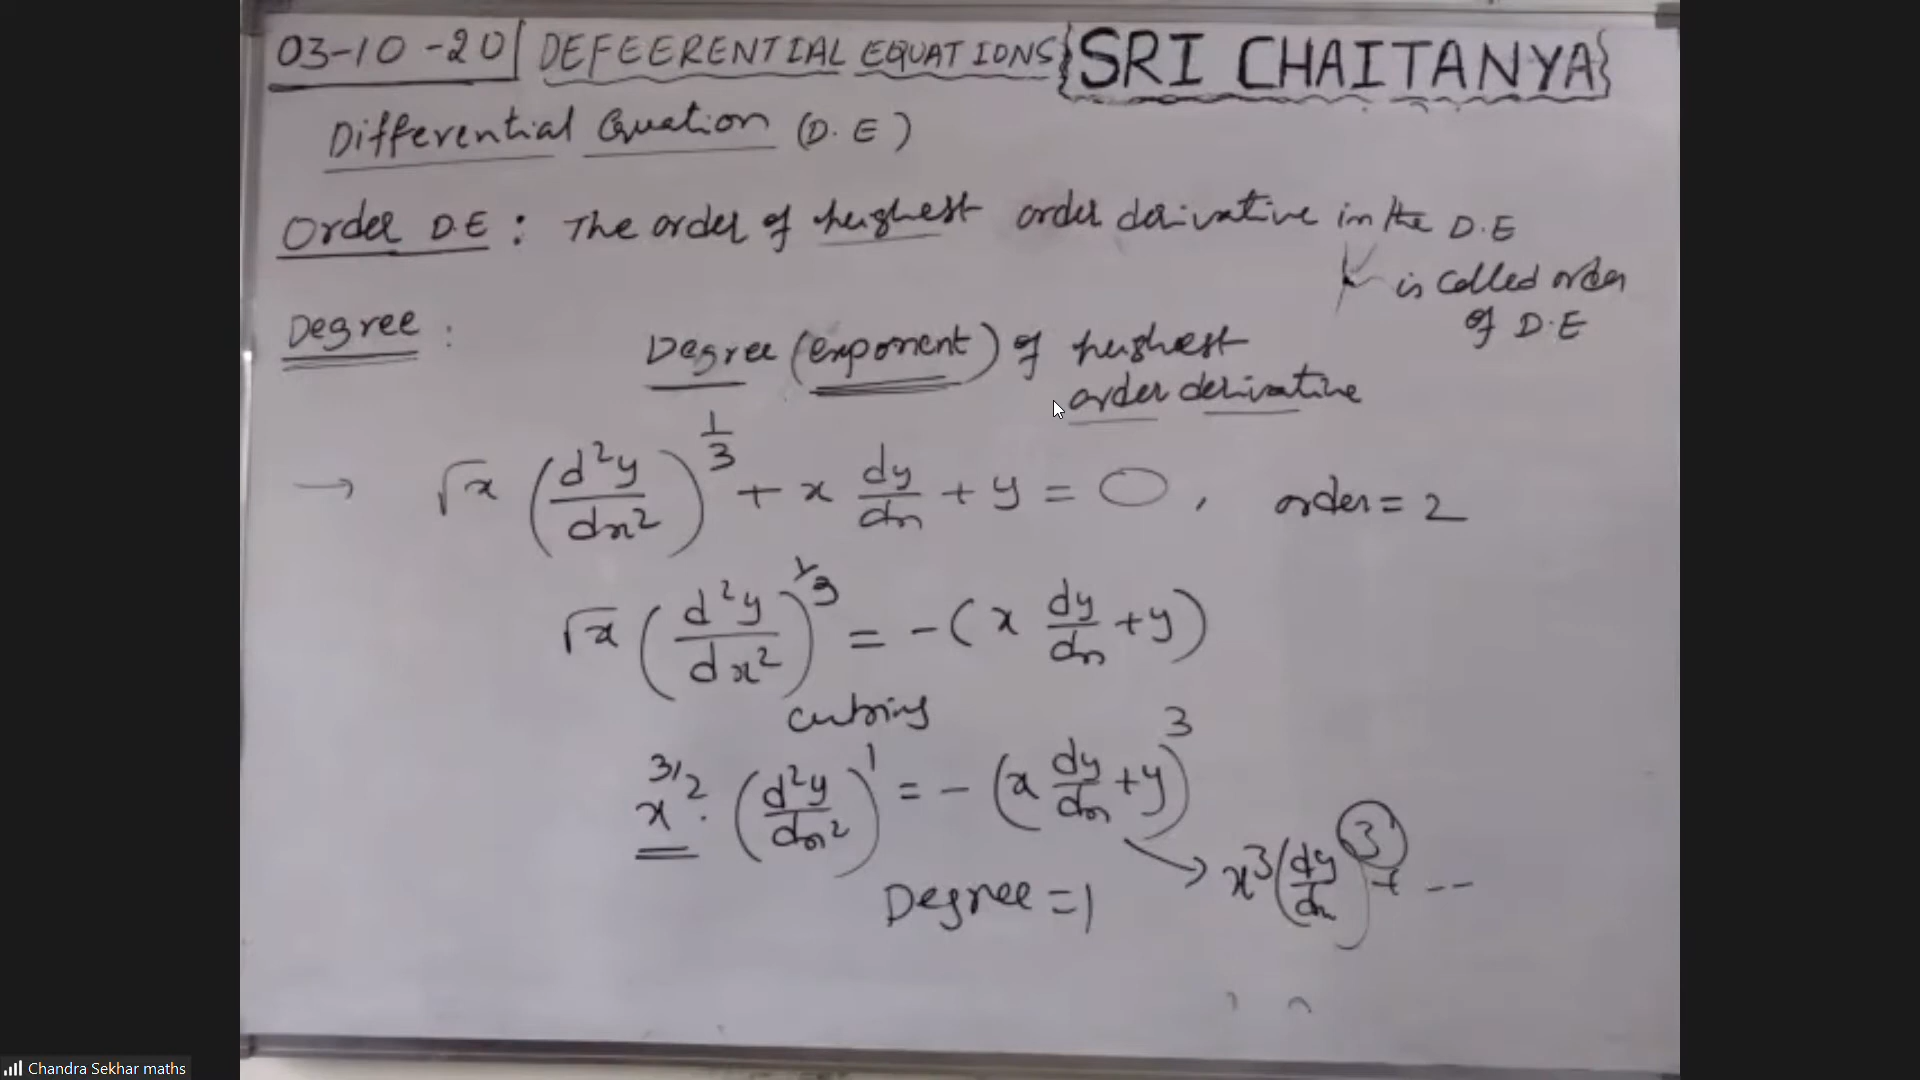 03-10-20 | DEFEERENTIAL EQUATIONS {SRI CHAITANYA}
Differential Equation (D.E)
Order D.E : The order of highest order derivative in the D.E
is called order
of D.E
Degree : Degree (exponent) of highest
order derivative
→ √x (d²y/dx²)^1/3 + x dy/dx + y = 0, order = 2
√x (d²y/dx²)^1/3 = -(x dy/dx + y)
cubing
x^3/2 . (d²y/dx²)^1 = - (x dy/dx + y)^3
→ x³(dy/dx)^3 + --
Degree = 1
Chandra Sekhar maths